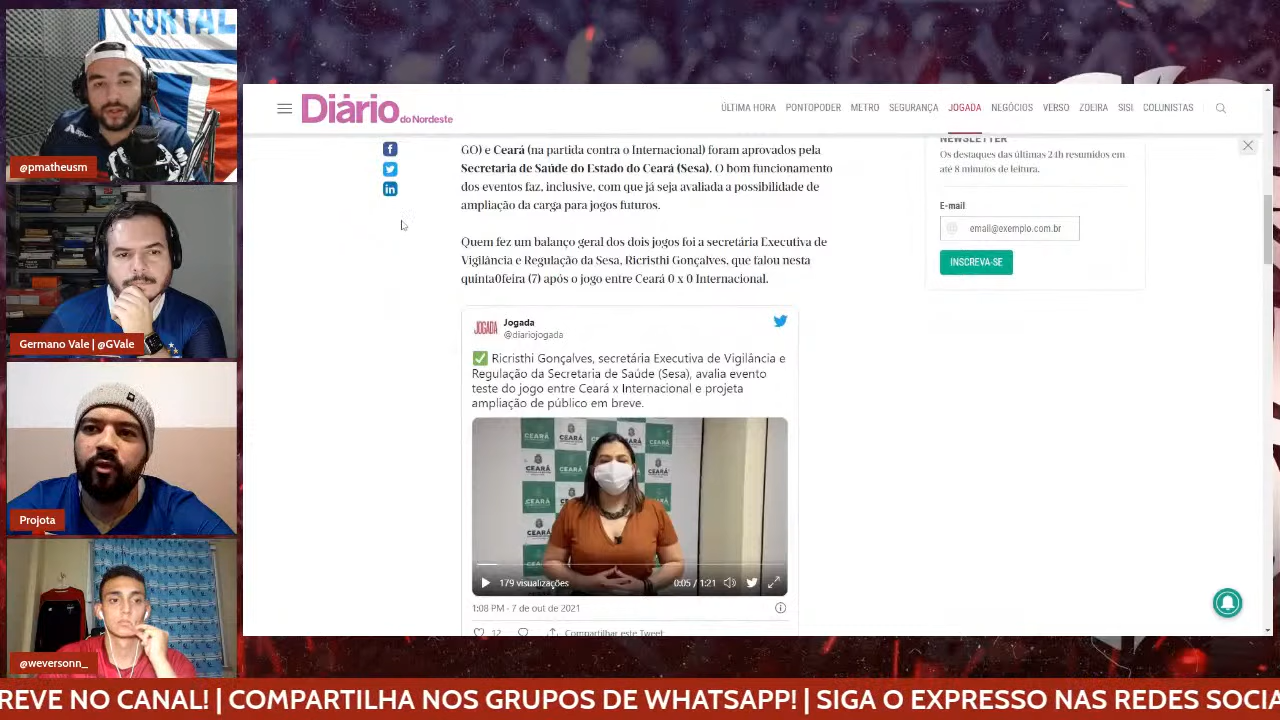 FORTAL
@pmatheusm
Germano Vale | @GVale
Projota
@weversonn_
Diário do Nordeste
ÚLTIMA HORA PONTOPODER METRO SEGURANÇA JOGADA NEGÓCIOS VERSO ZOEIRA SISI COLUNISTAS
GO) e Ceará (na partida contra o Internacional) foram aprovados pela
Secretaria de Saúde do Estado do Ceará (Sesa). O bom funcionamento
dos eventos faz, inclusive, com que já seja avaliada a possibilidade de
ampliação da carga para jogos futuros.
Quem fez um balanço geral dos dois jogos foi a secretária Executiva de
Vigilância e Regulação da Sesa, Ricristhi Gonçalves, que falou nesta
quinta0feira (7) após o jogo entre Ceará 0 x 0 Internacional.
JOGADA
Jogada
@diariojogada
✅ Ricristhi Gonçalves, secretária Executiva de Vigilância e
Regulação da Secretaria de Saúde (Sesa), avalia evento
teste do jogo entre Ceará x Internacional e projeta
ampliação de público em breve.
CEARÁ
CEARÁ
CEARÁ
CEARÁ
CEARÁ
179 visualizações
0:05 / 1:21
1:08 PM · 7 de out de 2021
12
Compartilhar este Tweet
NEWSLETTER
Os destaques das últimas 24h resumidos em
até 8 minutos de leitura.
E-mail
email@exemplo.com.br
INSCREVA-SE
REVE NO CANAL! | COMPARTILHA NOS GRUPOS DE WHATSAPP! | SIGA O EXPRESSO NAS REDES SOCIA